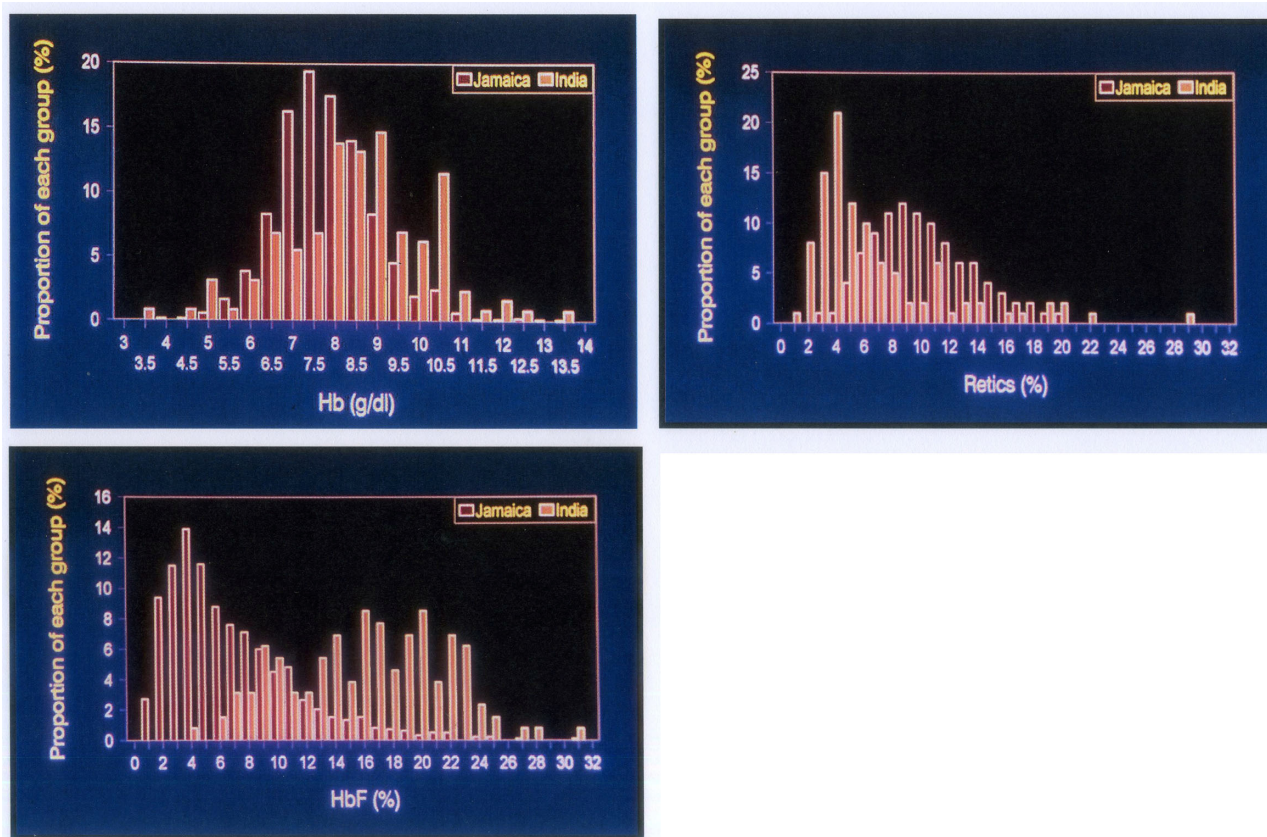 Proportion of each group (%)
20
15
10
5
0
Jamaica India
3 4 5 6 7 8 9 10 11 12 13 14
3.5 4.5 5.5 6.5 7.5 8.5 9.5 10.5 11.5 12.5 13.5
Hb (g/dl)
Proportion of each group (%)
25
20
15
10
5
0
Jamaica India
0 2 4 6 8 10 12 14 16 18 20 22 24 26 28 30 32
Retics (%)
Proportion of each group (%)
16
14
12
10
8
6
4
2
0
Jamaica India
0 2 4 6 8 10 12 14 16 18 20 22 24 26 28 30 32
HbF (%)